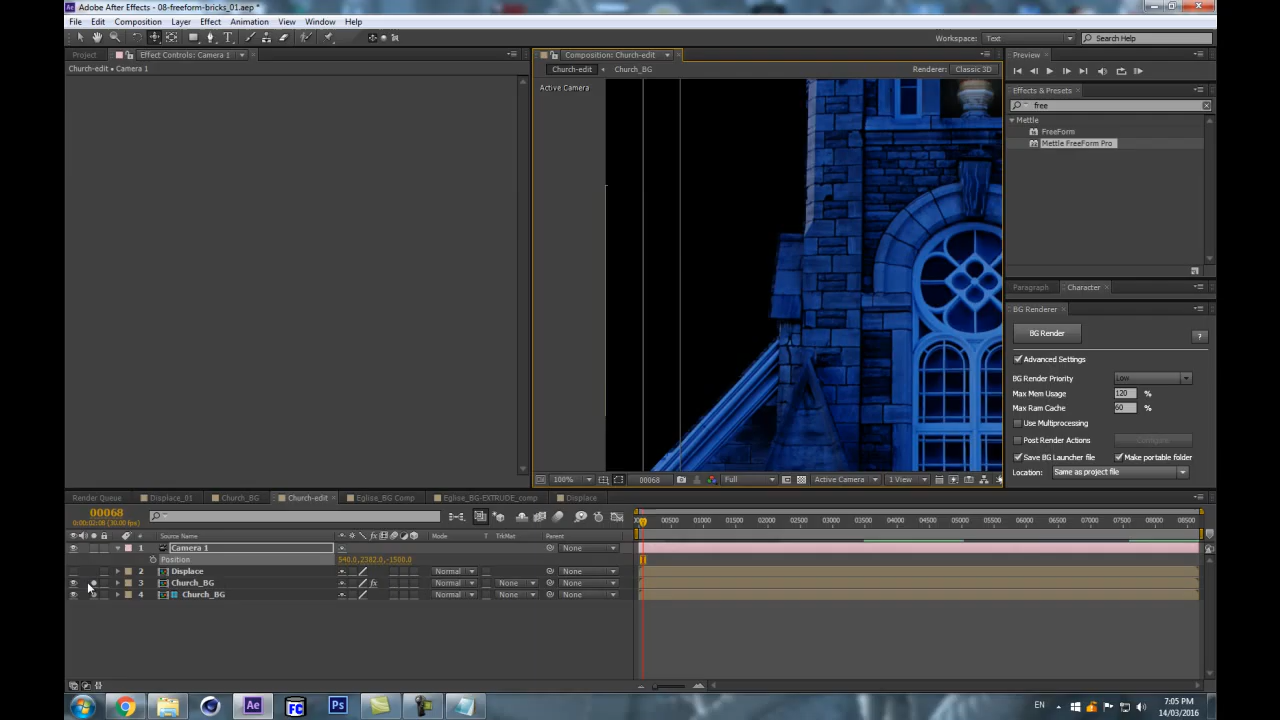 Adobe After Effects - 08-freeform-bricks_01.aep *
File Edit Composition Layer Effect Animation View Window Help
Workspace: Text Search Help
Project Effect Controls: Camera 1 Composition: Church-edit Preview
Church-edit • Camera 1
Church-edit Church_BG Renderer: Classic 3D
Active Camera
Effects & Presets
free
Mettle
FreeForm
Mettle FreeForm Pro
Paragraph Character
BG Renderer
BG Render ?
Advanced Settings
BG Render Priority Low
Max Mem Usage 120 %
Max Ram Cache 60 %
Use Multiprocessing
Post Render Actions Configure
Save BG Launcher file Make portable folder
Location: Same as project file
100% Full 00068 Active Camera 1 View
Render Queue Displace_01 Church_BG Church-edit Eglise_BG Comp Eglise_BG-EXTRUDE_comp Displace
00068
0:00:02:08 (30.00 fps)
00500 01000 01500 02000 02500 03000 03500 04000 04500 05000 05500 06000 06500 07000 07500 08000 08500
# Source Name Mode T TrkMat Parent
1 Camera 1 None
Position 540.0,2382.0,-1500.0
2 Displace Normal None
3 Church_BG Normal None None
4 Church_BG Normal None None
EN 7:05 PM
14/03/2016